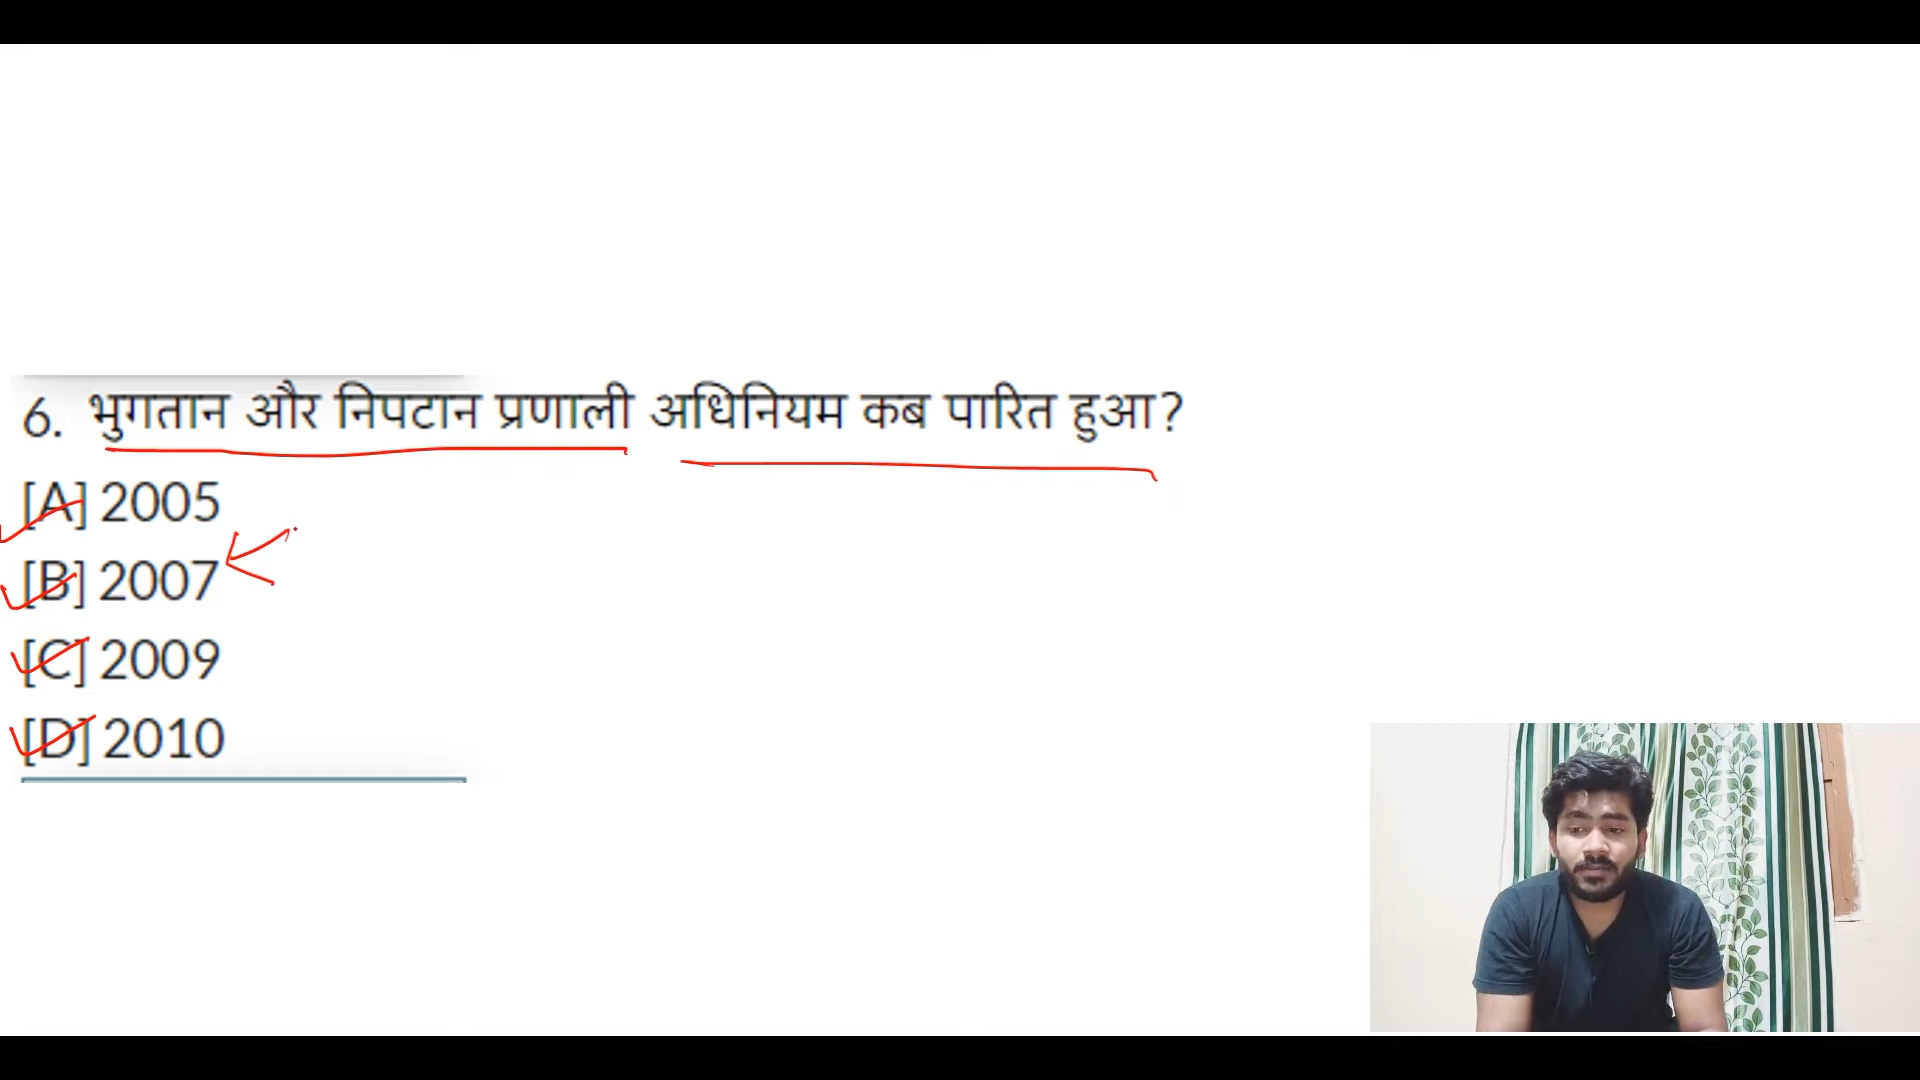 6. भुगतान और निपटान प्रणाली अधिनियम कब पारित हुआ?
[A] 2005
[B] 2007
[C] 2009
[D] 2010